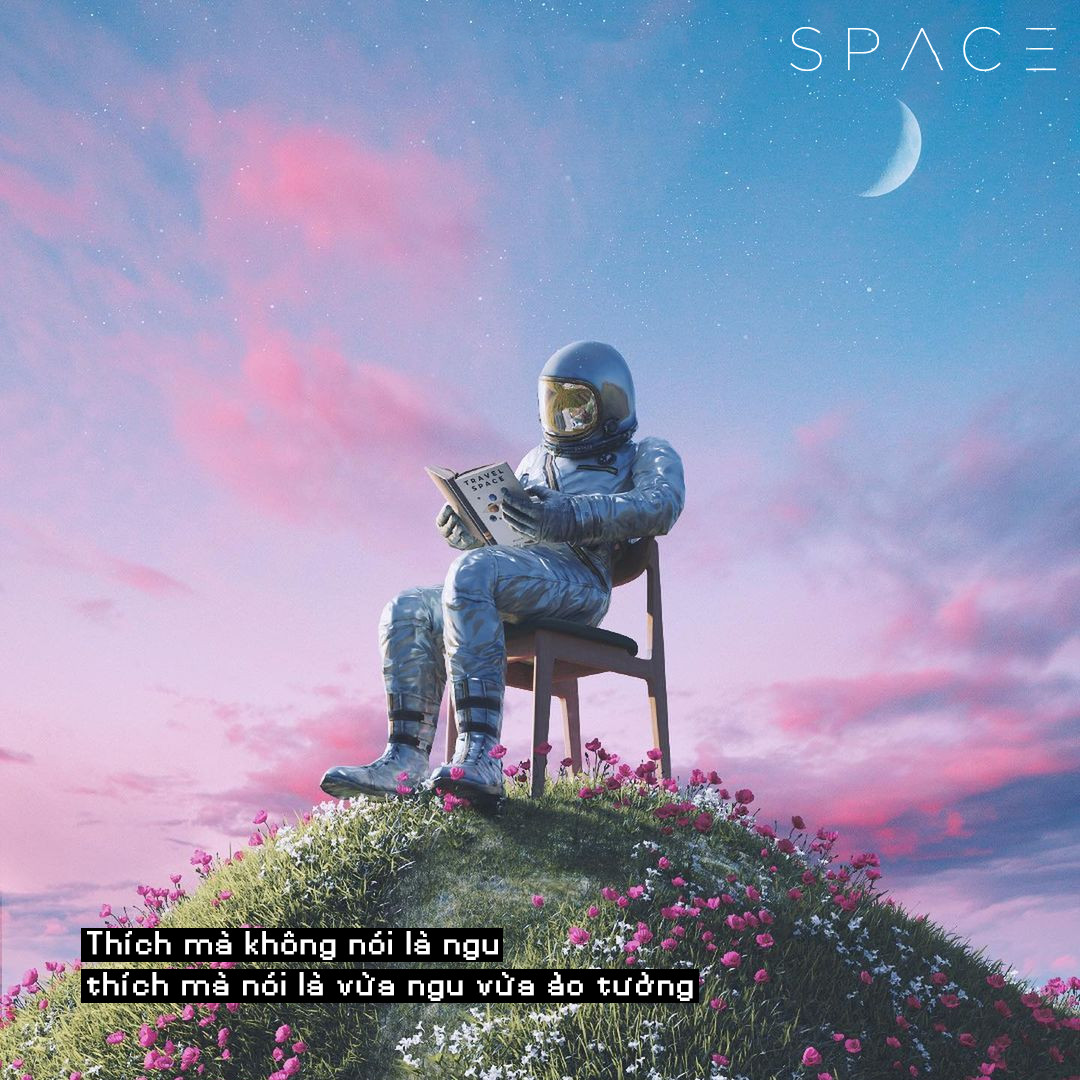 SPACE
TRAVEL
SPACE
Thích mà không nói là ngu
thích mà nói là vừa ngu vừa ảo tưởng